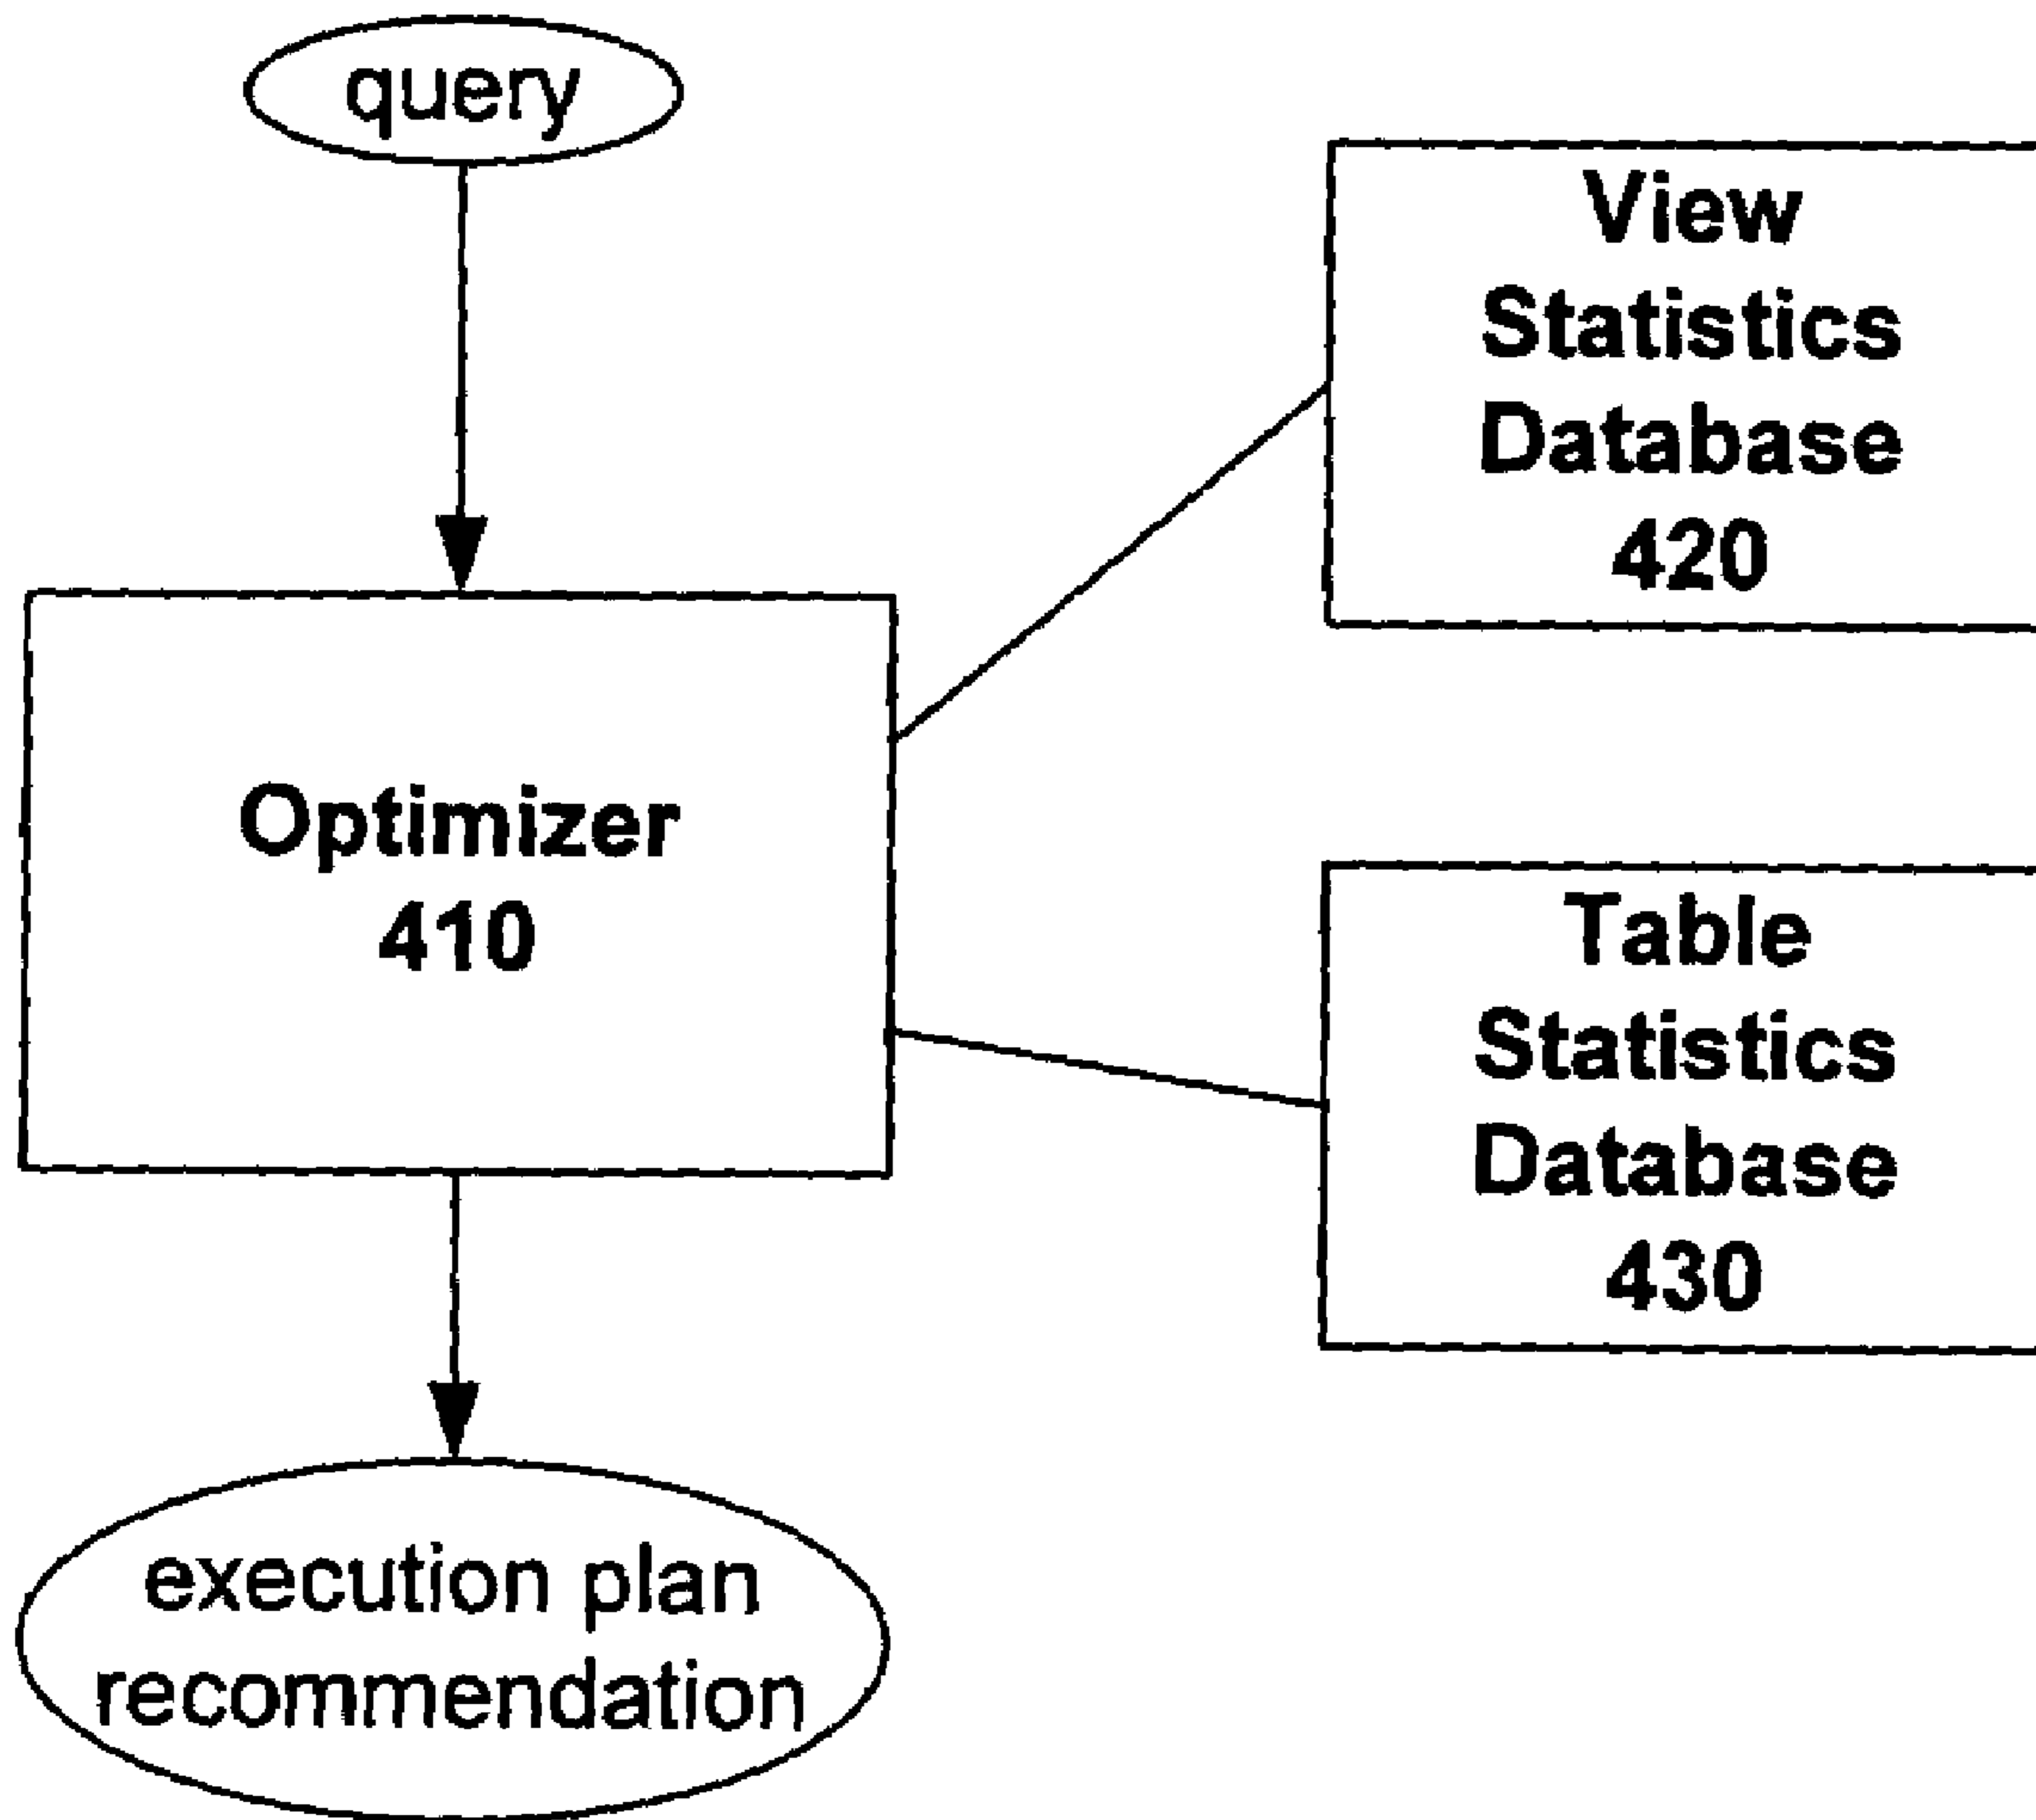 query
View
Statistics
Database
420
Optimizer
410
Table
Statistics
Database
430
execution plan
recommendation